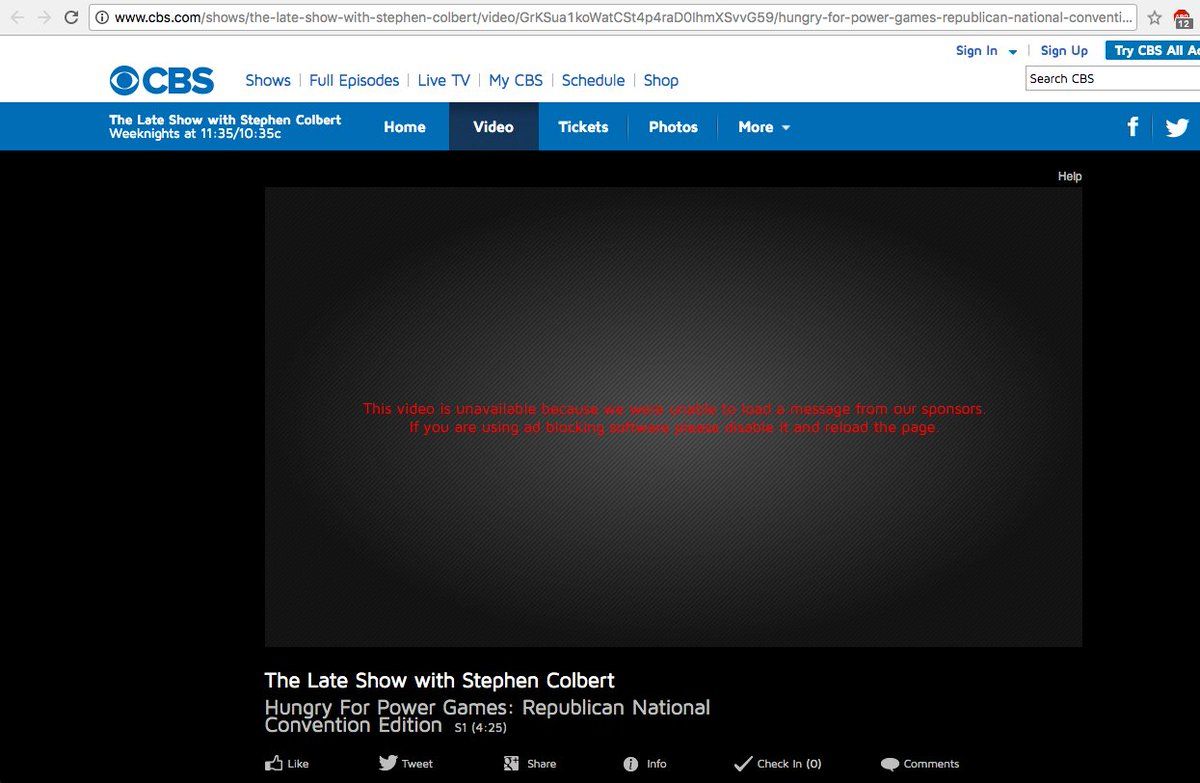 www.cbs.com/shows/the-late-show-with-stephen-colbert/video/GrKSua1koWatCSt4p4raD0IhmXSvvG59/hungry-for-power-games-republican-national-conventi...
12
Sign In Sign Up Try CBS All Ac
CBS Shows Full Episodes Live TV My CBS Schedule Shop
Search CBS
The Late Show with Stephen Colbert
Weeknights at 11:35/10:35c
Home Video Tickets Photos More
Help
This video is unavailable because we were unable to load a message from our sponsors.
If you are using ad blocking software please disable it and reload the page.
The Late Show with Stephen Colbert
Hungry For Power Games: Republican National
Convention Edition S1 (4:25)
Like Tweet Share Info Check In (0) Comments